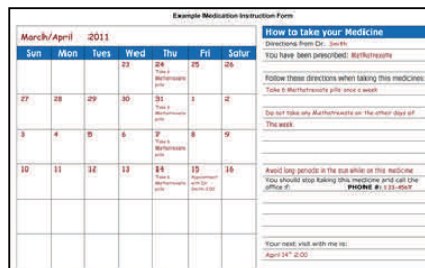 Example Medication Instruction Form
March/April :2011
Sun Mon Tues Wed Thu Fri Satur
23 24 25 26
Take 6
Methotrexate
pills
27 28 29 30 31 1 2
Take 6
Methotrexate
pills
3 4 5 6 7 8 9
Take 6
Methotrexate
pills
10 11 12 13 14 15 16
Take 6
Methotrexate
pills
Appointment
with Dr
Smith 2:00
How to take your Medicine
Directions from Dr. Smith
You have been prescribed: Methotrexate
Follow these directions when taking this medicines:
Take 6 Methotrexate pills once a week
Do not take any Methotrexate on the other days of
The week
Avoid long periods in the sun while on this medicine
You should stop taking this medicine and call the
office if: PHONE #: 123-4567
Your next visit with me is:
April 14th 2:00